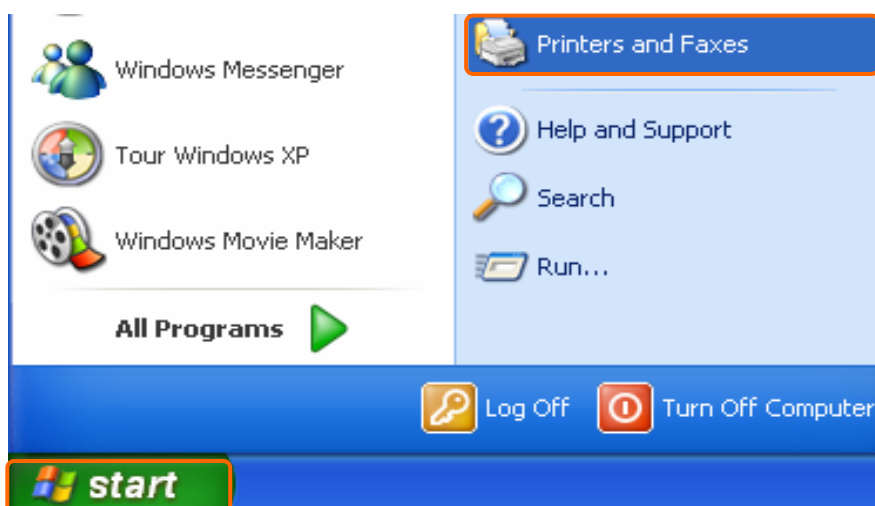 Windows Messenger
Tour Windows XP
Windows Movie Maker
All Programs
Printers and Faxes
Help and Support
Search
Run...
Log Off
Turn Off Computer
start